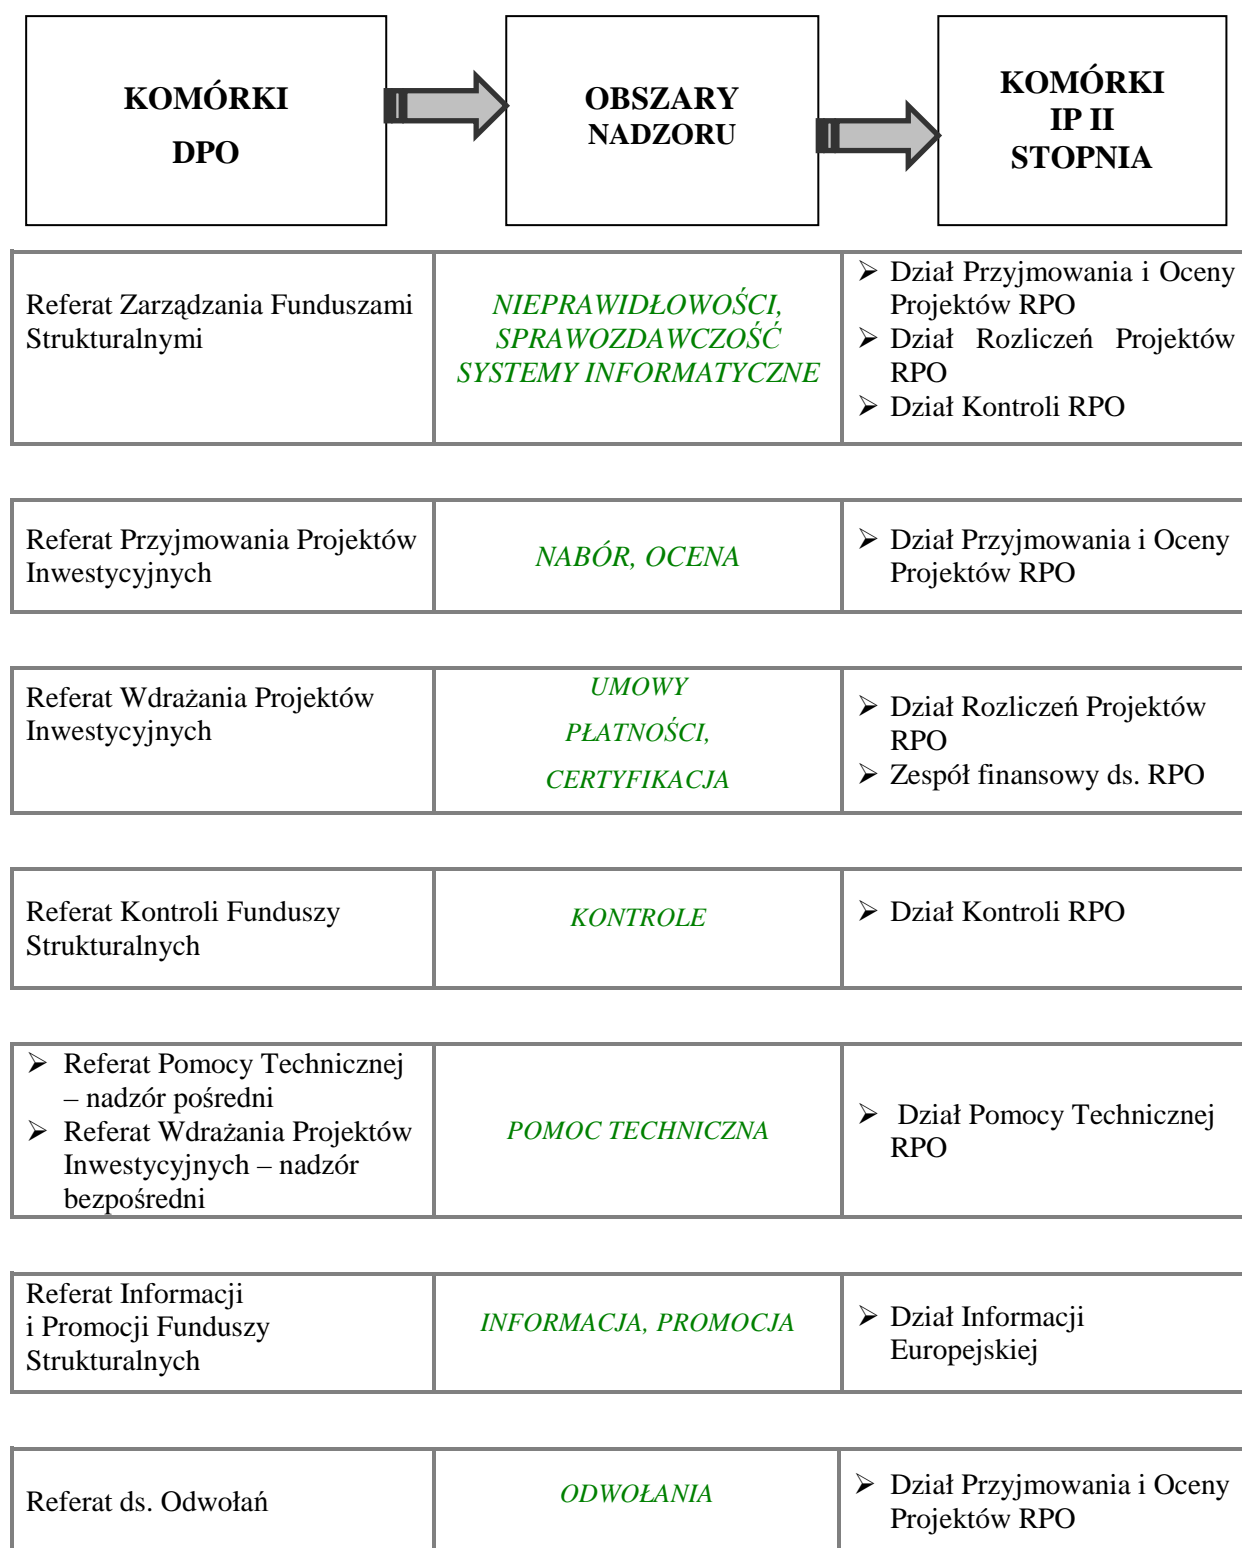 KOMÓRKI
DPO
OBSZARY
NADZORU
KOMÓRKI
IP II
STOPNIA
Referat Zarządzania Funduszami
Strukturalnymi
NIEPRAWIDŁOWOŚCI,
SPRAWOZDAWCZOŚĆ
SYSTEMY INFORMATYCZNE
➢ Dział Przyjmowania i Oceny
Projektów RPO
➢ Dział Rozliczeń Projektów
RPO
➢ Dział Kontroli RPO
Referat Przyjmowania Projektów
Inwestycyjnych
NABÓR, OCENA
➢ Dział Przyjmowania i Oceny
Projektów RPO
Referat Wdrażania Projektów
Inwestycyjnych
UMOWY
PŁATNOŚCI,
CERTYFIKACJA
➢ Dział Rozliczeń Projektów
RPO
➢ Zespół finansowy ds. RPO
Referat Kontroli Funduszy
Strukturalnych
KONTROLE
➢ Dział Kontroli RPO
➢ Referat Pomocy Technicznej
– nadzór pośredni
➢ Referat Wdrażania Projektów
Inwestycyjnych – nadzór
bezpośredni
POMOC TECHNICZNA
➢ Dział Pomocy Technicznej
RPO
Referat Informacji
i Promocji Funduszy
Strukturalnych
INFORMACJA, PROMOCJA
➢ Dział Informacji
Europejskiej
Referat ds. Odwołań
ODWOŁANIA
➢ Dział Przyjmowania i Oceny
Projektów RPO